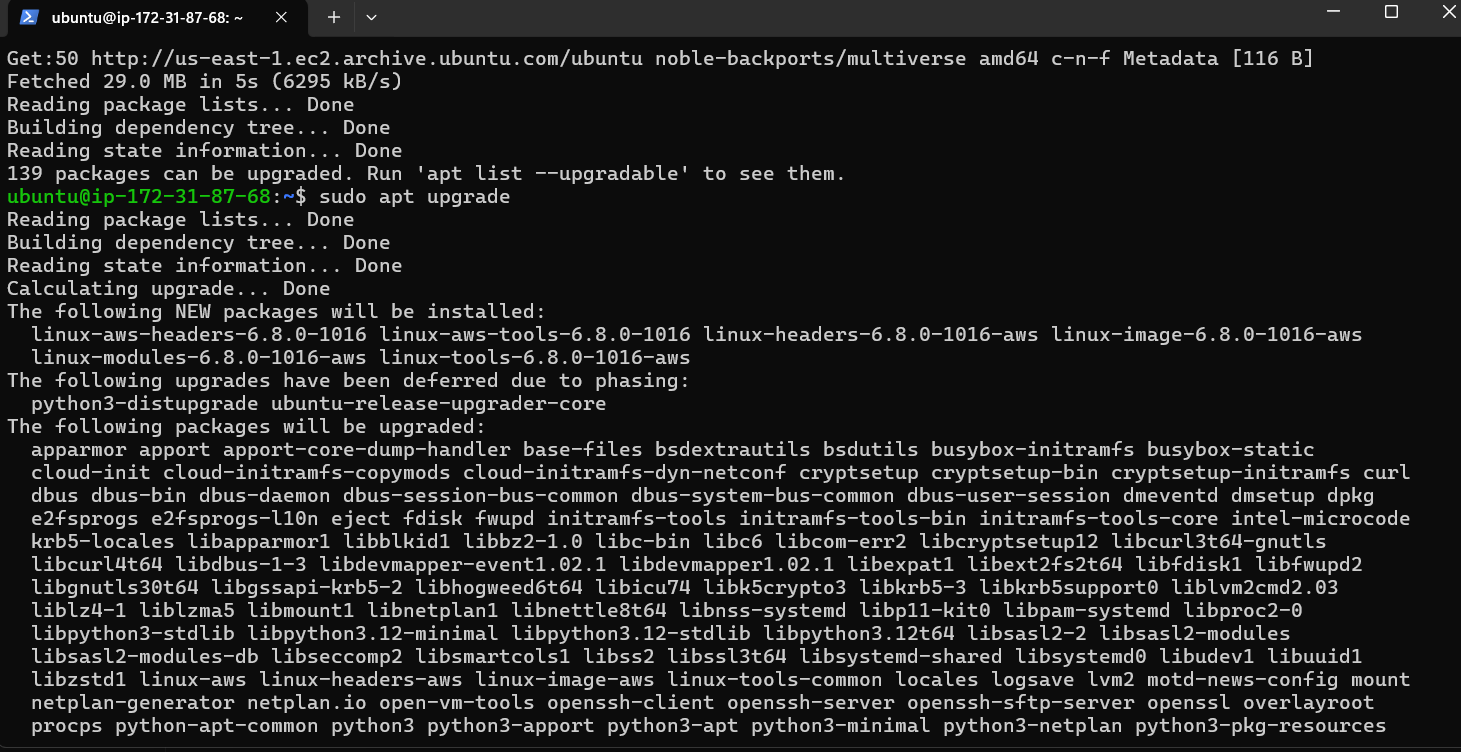 ubuntu@ip-172-31-87-68: ~
Get:50 http://us-east-1.ec2.archive.ubuntu.com/ubuntu noble-backports/multiverse amd64 c-n-f Metadata [116 B]
Fetched 29.0 MB in 5s (6295 kB/s)
Reading package lists... Done
Building dependency tree... Done
Reading state information... Done
139 packages can be upgraded. Run 'apt list --upgradable' to see them.
ubuntu@ip-172-31-87-68:~$ sudo apt upgrade
Reading package lists... Done
Building dependency tree... Done
Reading state information... Done
Calculating upgrade... Done
The following NEW packages will be installed:
  linux-aws-headers-6.8.0-1016 linux-aws-tools-6.8.0-1016 linux-headers-6.8.0-1016-aws linux-image-6.8.0-1016-aws
  linux-modules-6.8.0-1016-aws linux-tools-6.8.0-1016-aws
The following upgrades have been deferred due to phasing:
  python3-distupgrade ubuntu-release-upgrader-core
The following packages will be upgraded:
  apparmor apport apport-core-dump-handler base-files bsdextrautils bsdutils busybox-initramfs busybox-static
  cloud-init cloud-initramfs-copymods cloud-initramfs-dyn-netconf cryptsetup cryptsetup-bin cryptsetup-initramfs curl
  dbus dbus-bin dbus-daemon dbus-session-bus-common dbus-system-bus-common dbus-user-session dmeventd dmsetup dpkg
  e2fsprogs e2fsprogs-l10n eject fdisk fwupd initramfs-tools initramfs-tools-bin initramfs-tools-core intel-microcode
  krb5-locales libapparmor1 libblkid1 libbz2-1.0 libc-bin libc6 libcom-err2 libcryptsetup12 libcurl3t64-gnutls
  libcurl4t64 libdbus-1-3 libdevmapper-event1.02.1 libdevmapper1.02.1 libexpat1 libext2fs2t64 libfdisk1 libfwupd2
  libgnutls30t64 libgssapi-krb5-2 libhogweed6t64 libicu74 libk5crypto3 libkrb5-3 libkrb5support0 liblvm2cmd2.03
  liblz4-1 liblzma5 libmount1 libnetplan1 libnettle8t64 libnss-systemd libp11-kit0 libpam-systemd libproc2-0
  libpython3-stdlib libpython3.12-minimal libpython3.12-stdlib libpython3.12t64 libsasl2-2 libsasl2-modules
  libsasl2-modules-db libseccomp2 libsmartcols1 libss2 libssl3t64 libsystemd-shared libsystemd0 libudev1 libuuid1
  libzstd1 linux-aws linux-headers-aws linux-image-aws linux-tools-common locales logsave lvm2 motd-news-config mount
  netplan-generator netplan.io open-vm-tools openssh-client openssh-server openssh-sftp-server openssl overlayroot
  procps python-apt-common python3 python3-apport python3-apt python3-minimal python3-netplan python3-pkg-resources